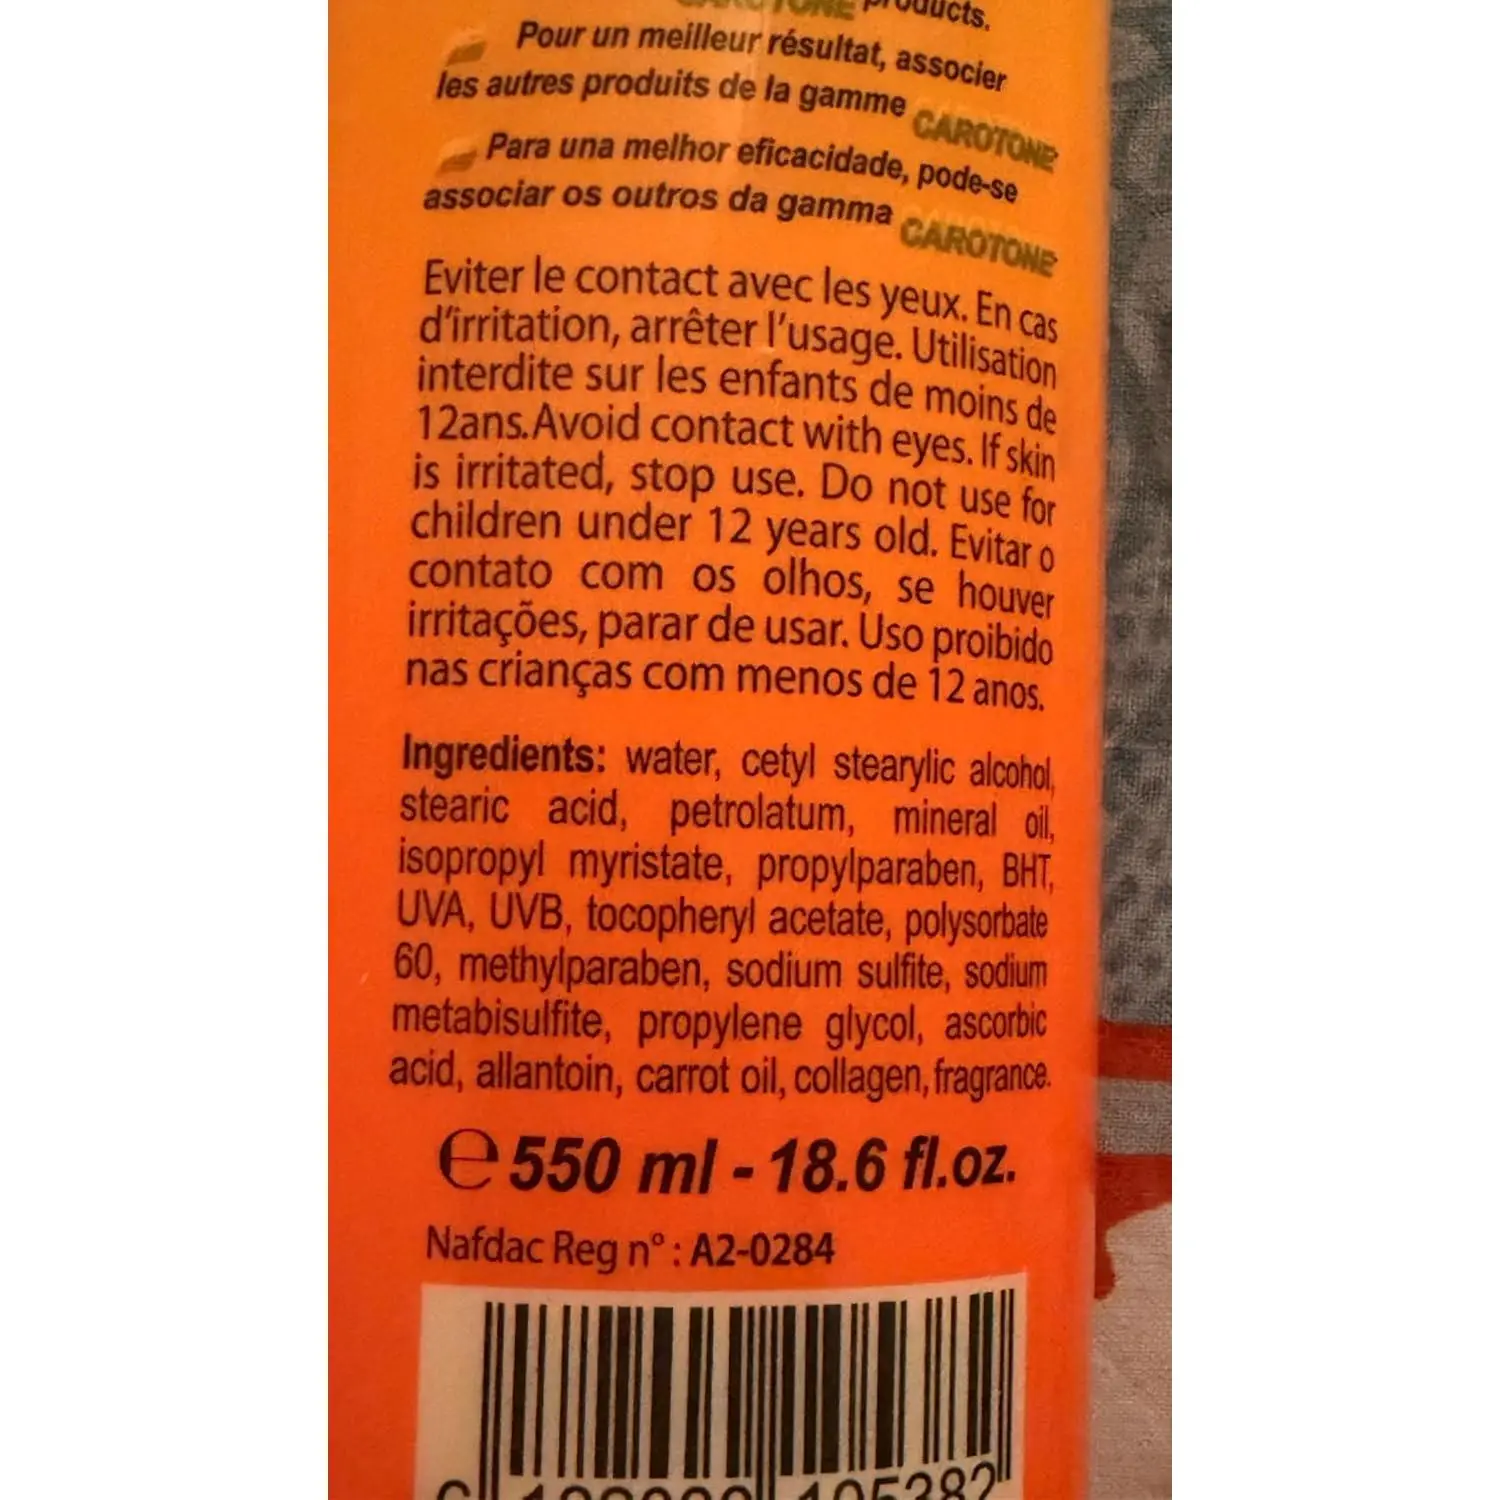 CAROTONE products.
Pour un meilleur résultat, associer
les autres produits de la gamme CAROTONE
Para una melhor eficacidade, pode-se
associar os outros da gamma CAROTONE
Eviter le contact avec les yeux. En cas
d'irritation, arrêter l'usage. Utilisation
interdite sur les enfants de moins de
12ans.Avoid contact with eyes. If skin
is irritated, stop use. Do not use for
children under 12 years old. Evitar o
contato com os olhos, se houver
irritações, parar de usar. Uso proibido
nas crianças com menos de 12 anos.
Ingredients: water, cetyl stearylic alcohol,
stearic acid, petrolatum, mineral oil,
isopropyl myristate, propylparaben, BHT,
UVA, UVB, tocopheryl acetate, polysorbate
60, methylparaben, sodium sulfite, sodium
metabisulfite, propylene glycol, ascorbic
acid, allantoin, carrot oil, collagen, fragrance.
℮ 550 ml - 18.6 fl.oz.
Nafdac Reg n° : A2-0284
105382